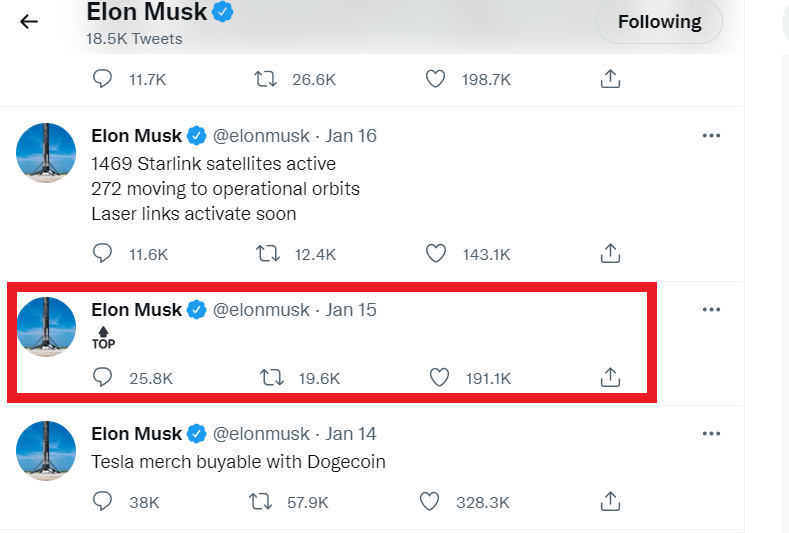 Elon Musk
18.5K Tweets
Following
11.7K 26.6K 198.7K
Elon Musk @elonmusk · Jan 16
1469 Starlink satellites active
272 moving to operational orbits
Laser links activate soon
11.6K 12.4K 143.1K
Elon Musk @elonmusk · Jan 15
TOP
25.8K 19.6K 191.1K
Elon Musk @elonmusk · Jan 14
Tesla merch buyable with Dogecoin
38K 57.9K 328.3K